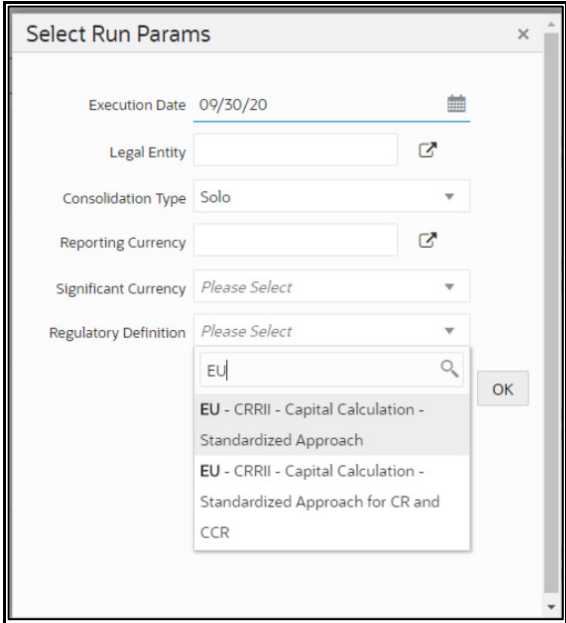 Select Run Params ×
Execution Date 09/30/20
Legal Entity
Consolidation Type Solo
Reporting Currency
Significant Currency Please Select
Regulatory Definition Please Select
EU
OK
EU - CRRII - Capital Calculation -
Standardized Approach
EU - CRRII - Capital Calculation -
Standardized Approach for CR and
CCR